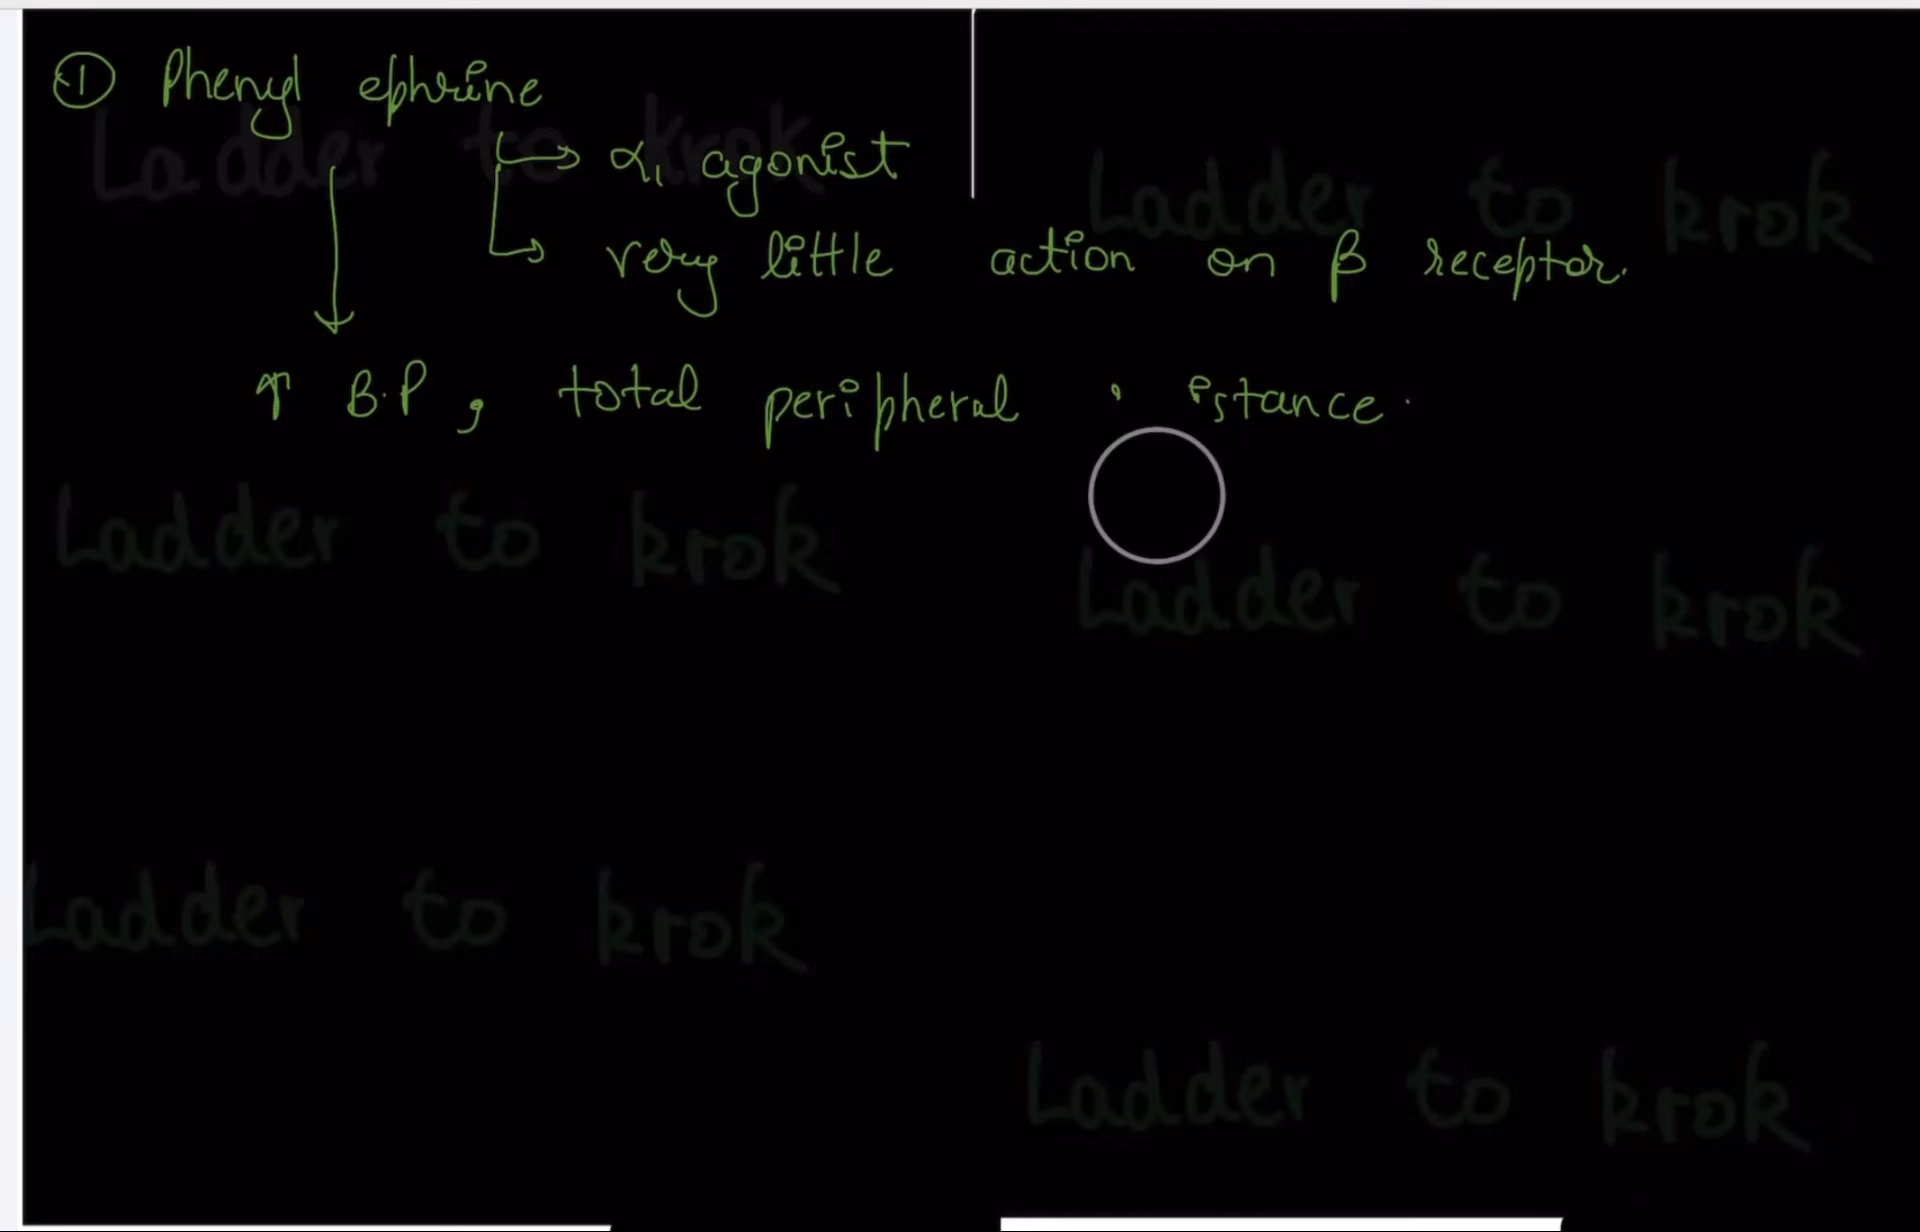 ① Phenyl ephrine
↳ α₁ agonist
↳ very little action on β receptor.
↑ B.P, total peripheral istance.
Ladder to krok
Ladder to krok
Ladder to krok
Ladder to krok
Ladder to krok
Ladder to krok